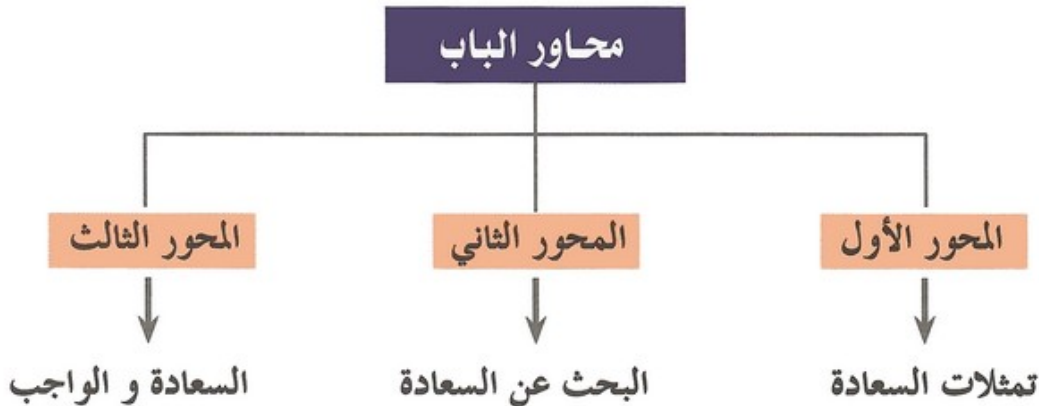 محاور الباب
المحور الأول
المحور الثاني
المحور الثالث
تمثلات السعادة
البحث عن السعادة
السعادة و الواجب